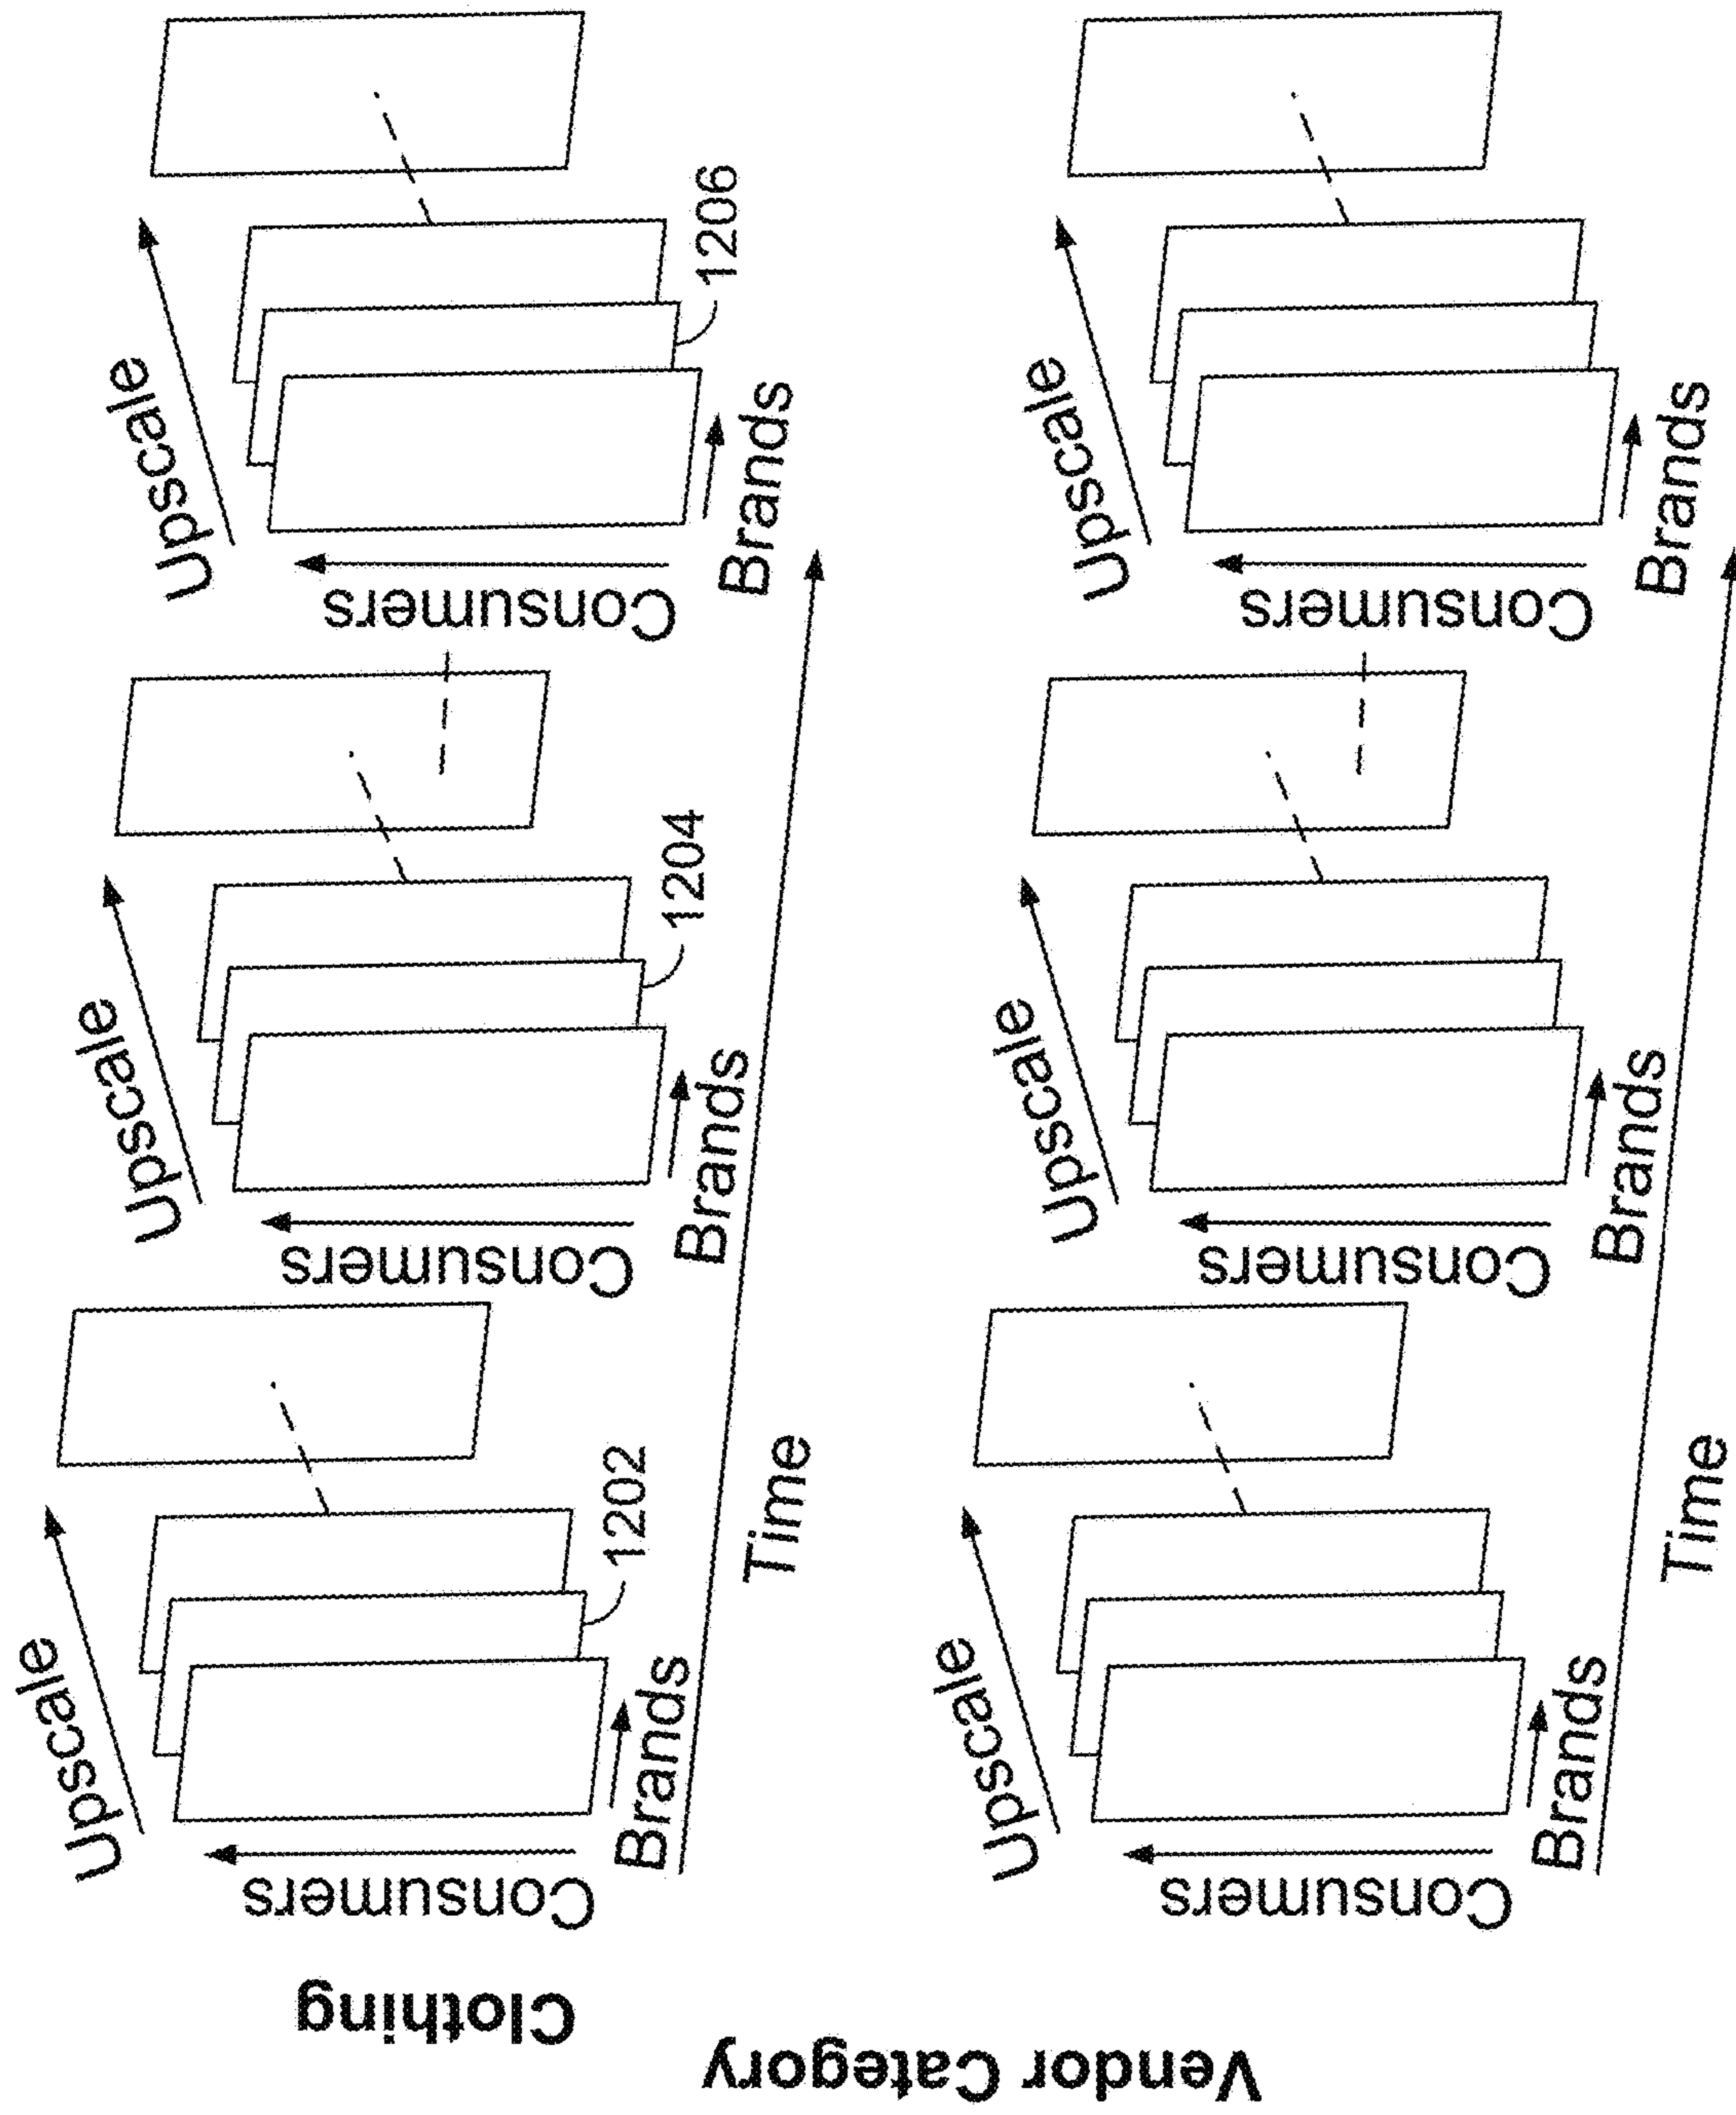 Clothing
Upscale
Consumers
1202
Brands
Upscale
Consumers
1204
Brands
Upscale
Consumers
1206
Brands
Time
Vendor Category
Upscale
Consumers
Brands
Upscale
Consumers
Brands
Upscale
Consumers
Brands
Time